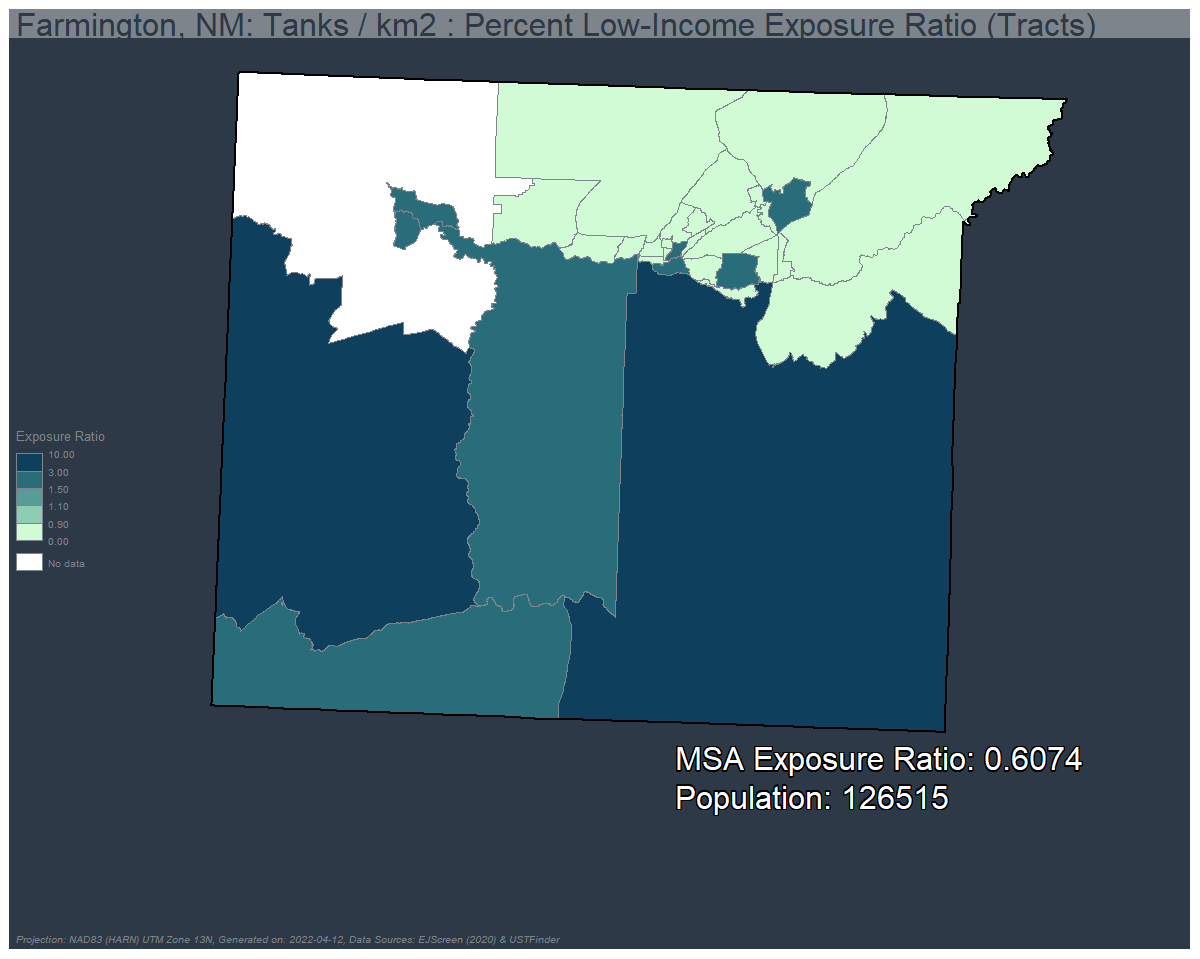 Farmington, NM: Tanks / km2 : Percent Low-Income Exposure Ratio (Tracts)
Exposure Ratio
10.00
3.00
1.50
1.10
0.90
0.00
No data
MSA Exposure Ratio: 0.6074
Population: 126515
Projection: NAD83 (HARN) UTM Zone 13N, Generated on: 2022-04-12, Data Sources: EJScreen (2020) & USTFinder